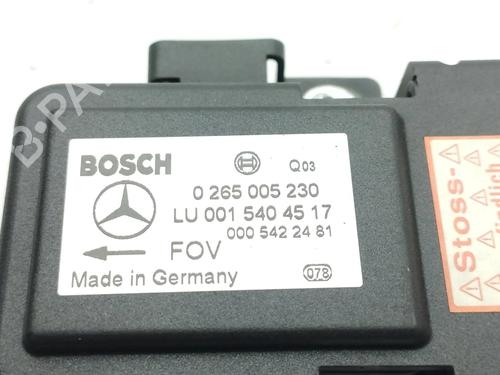 BOSCH
Q03
0 265 005 230
LU 001 540 45 17
000 542 24 81
FOV
Made in Germany
078
Stoss-
B-PARTS